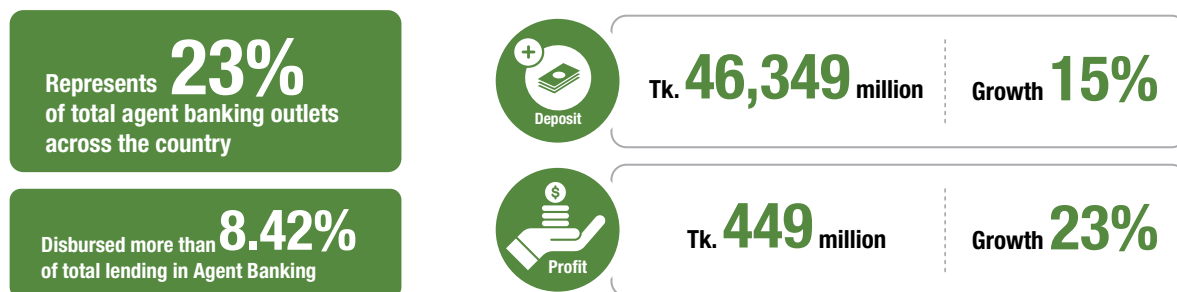 Represents 23%
of total agent banking outlets
across the country
Disbursed more than 8.42%
of total lending in Agent Banking
Deposit
Tk. 46,349 million
Growth 15%
$
Profit
Tk. 449 million
Growth 23%